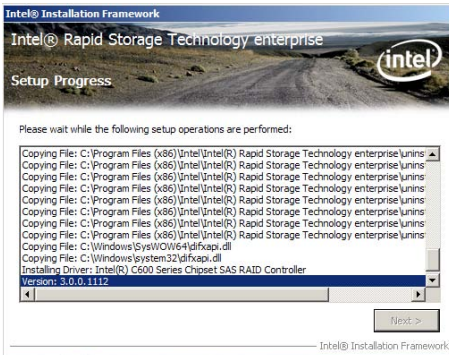 Intel® Installation Framework
Intel® Rapid Storage Technology enterprise
intel
Setup Progress
Please wait while the following setup operations are performed:
Copying File: C:\Program Files (x86)\Intel\Intel(R) Rapid Storage Technology enterprise\unins
Copying File: C:\Program Files (x86)\Intel\Intel(R) Rapid Storage Technology enterprise\unins
Copying File: C:\Program Files (x86)\Intel\Intel(R) Rapid Storage Technology enterprise\unins
Copying File: C:\Program Files (x86)\Intel\Intel(R) Rapid Storage Technology enterprise\unins
Copying File: C:\Program Files (x86)\Intel\Intel(R) Rapid Storage Technology enterprise\unins
Copying File: C:\Program Files (x86)\Intel\Intel(R) Rapid Storage Technology enterprise\unins
Copying File: C:\Program Files (x86)\Intel\Intel(R) Rapid Storage Technology enterprise\unins
Copying File: C:\Program Files (x86)\Intel\Intel(R) Rapid Storage Technology enterprise\unins
Copying File: C:\Windows\SysWOW64\difxapi.dll
Copying File: C:\Windows\system32\difxapi.dll
Installing Driver: Intel(R) C600 Series Chipset SAS RAID Controller
Version: 3.0.0.1112
Next >
Intel® Installation Framework